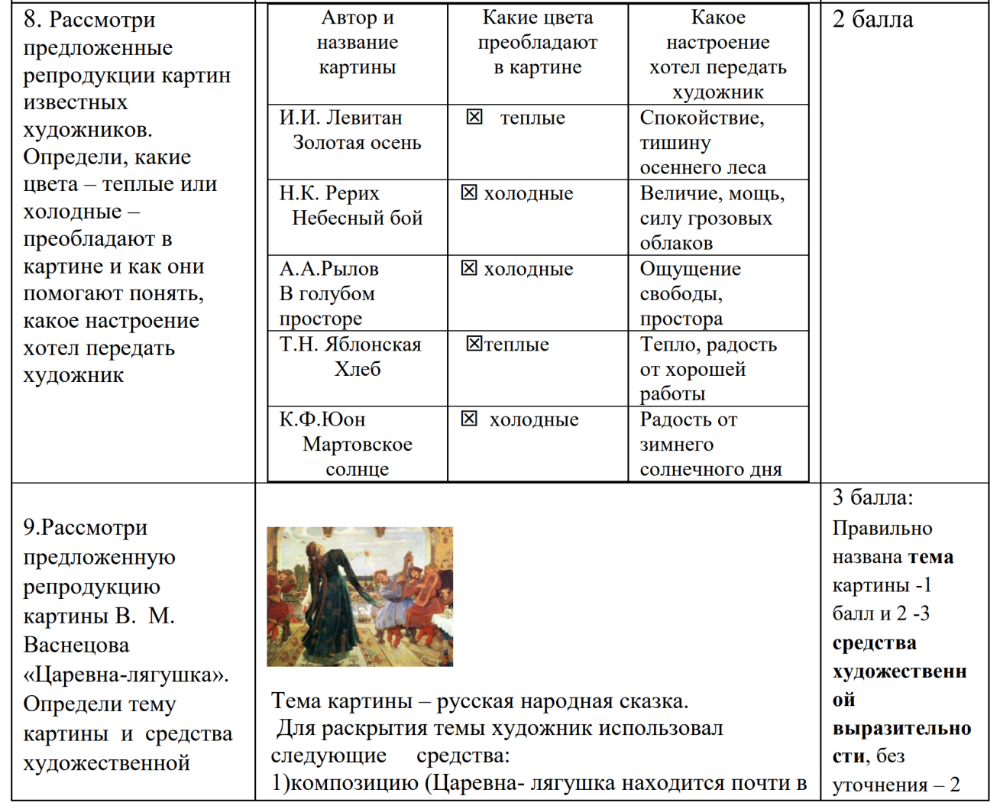 8. Рассмотри
предложенные
репродукции картин
известных
художников.
Определи, какие
цвета – теплые или
холодные –
преобладают в
картине и как они
помогают понять,
какое настроение
хотел передать
художник
Автор и
название
картины
Какие цвета
преобладают
в картине
Какое
настроение
хотел передать
художник
И.И. Левитан
Золотая осень
☒ теплые
Спокойствие,
тишину
осеннего леса
Н.К. Рерих
Небесный бой
☒ холодные
Величие, мощь,
силу грозовых
облаков
А.А.Рылов
В голубом
просторе
☒ холодные
Ощущение
свободы,
простора
Т.Н. Яблонская
Хлеб
☒теплые
Тепло, радость
от хорошей
работы
К.Ф.Юон
Мартовское
солнце
☒ холодные
Радость от
зимнего
солнечного дня
2 балла
9.Рассмотри
предложенную
репродукцию
картины В. М.
Васнецова
«Царевна-лягушка».
Определи тему
картины и средства
художественной
Тема картины – русская народная сказка.
Для раскрытия темы художник использовал
следующие средства:
1)композицию (Царевна- лягушка находится почти в
3 балла:
Правильно
названа тема
картины -1
балл и 2 -3
средства
художественн
ой
выразительно
сти, без
уточнения – 2